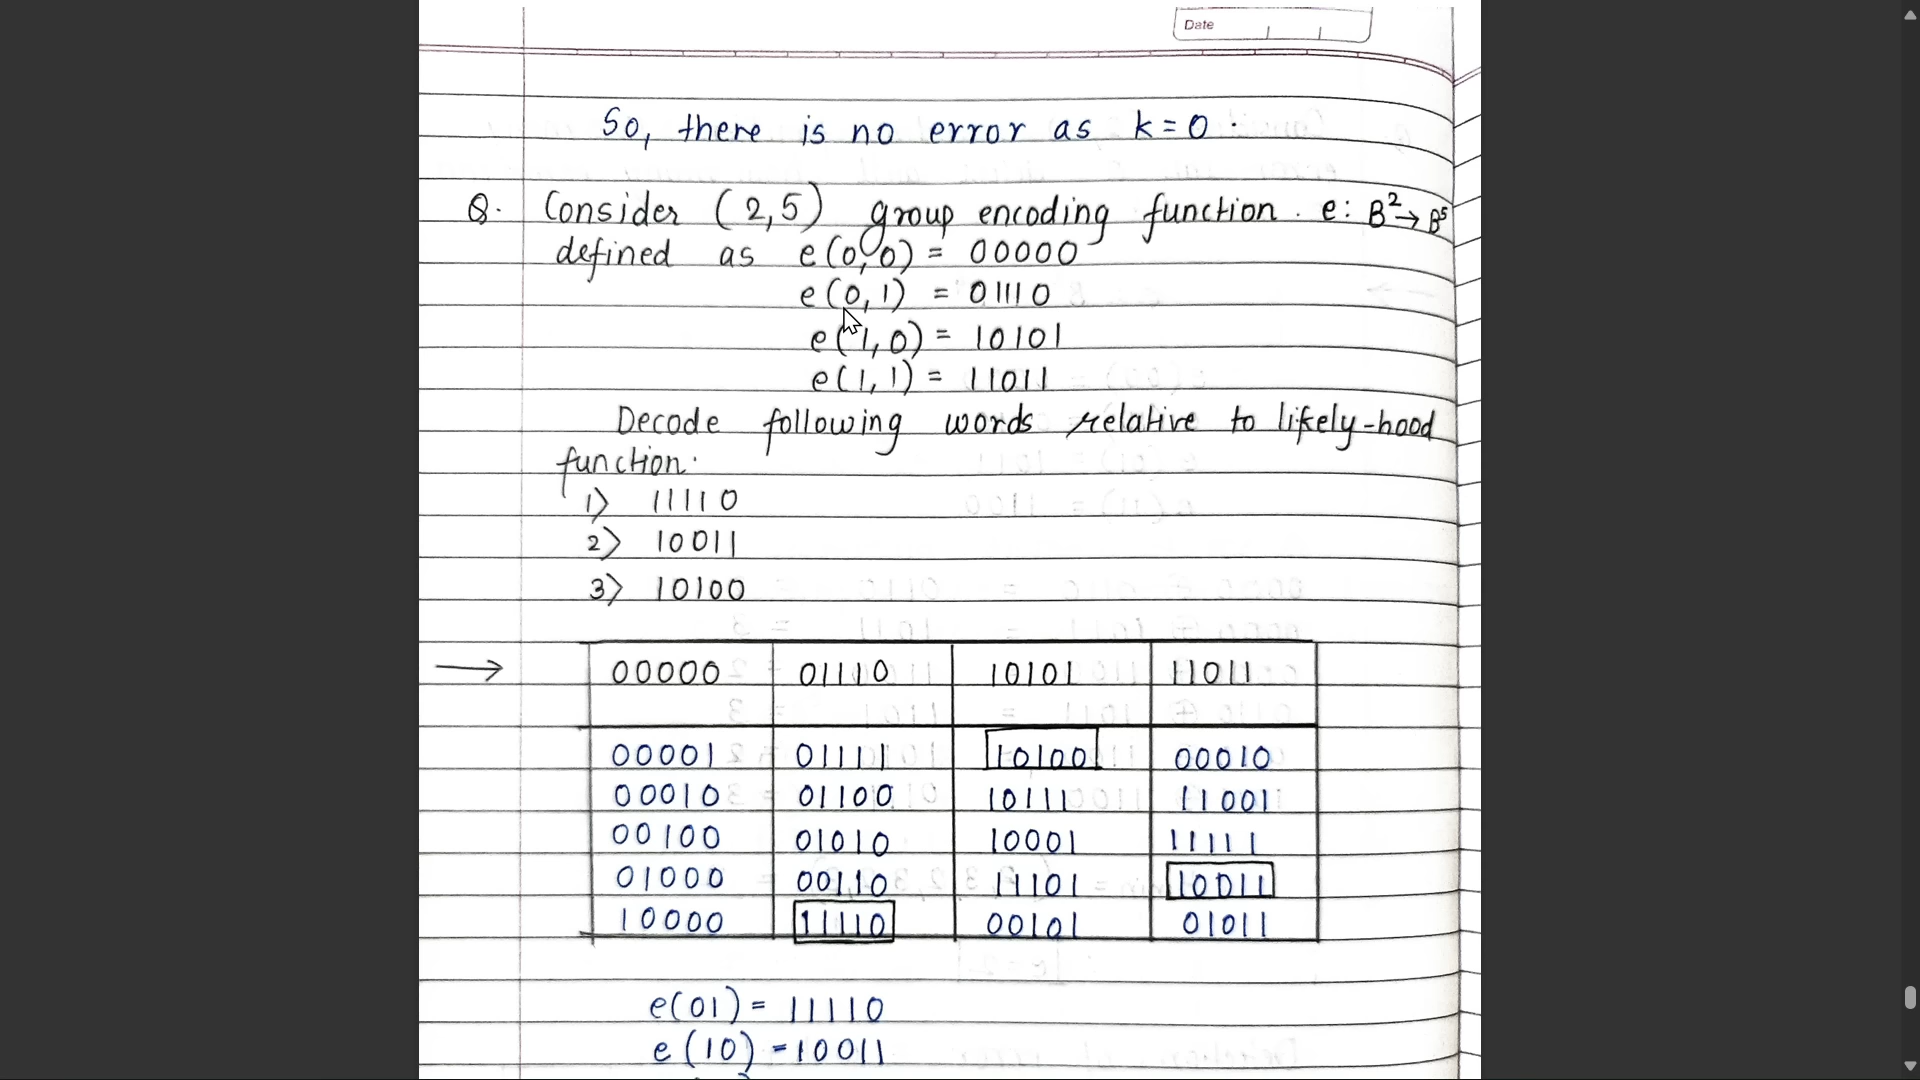 Date
So, there is no error as k = 0.
Q. Consider (2,5) group encoding function. e: B² → B⁵
defined as e(0,0) = 00000
e(0,1) = 01110
e(1,0) = 10101
e(1,1) = 11011
Decode following words relative to likely-hood
function.
1) 11110
2) 10011
3) 10100
→ 00000 01110 10101 11011
00001 01111 10100 00010
00010 01100 10111 11001
00100 01010 10001 11111
01000 00110 11101 10011
10000 11110 00101 01011
e(01) = 11110
e(10) = 10011